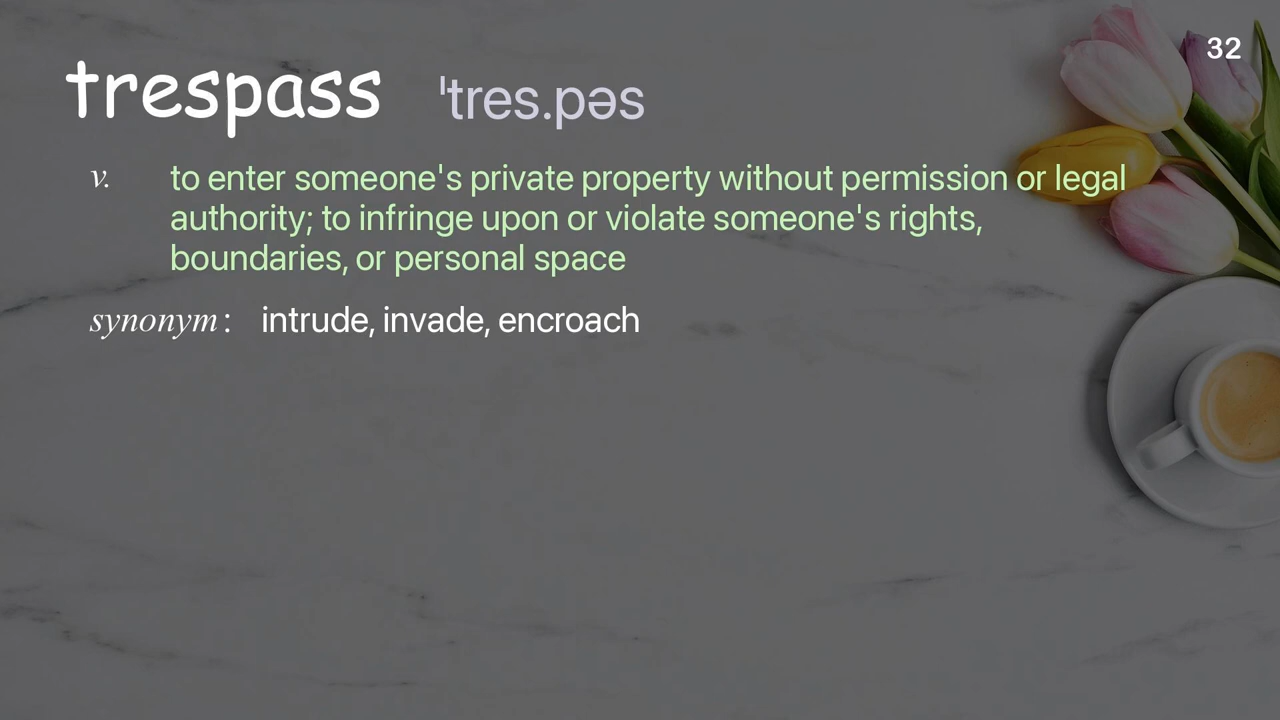 32
trespass ˈtres.pəs
v. to enter someone's private property without permission or legal
authority; to infringe upon or violate someone's rights,
boundaries, or personal space
synonym : intrude, invade, encroach